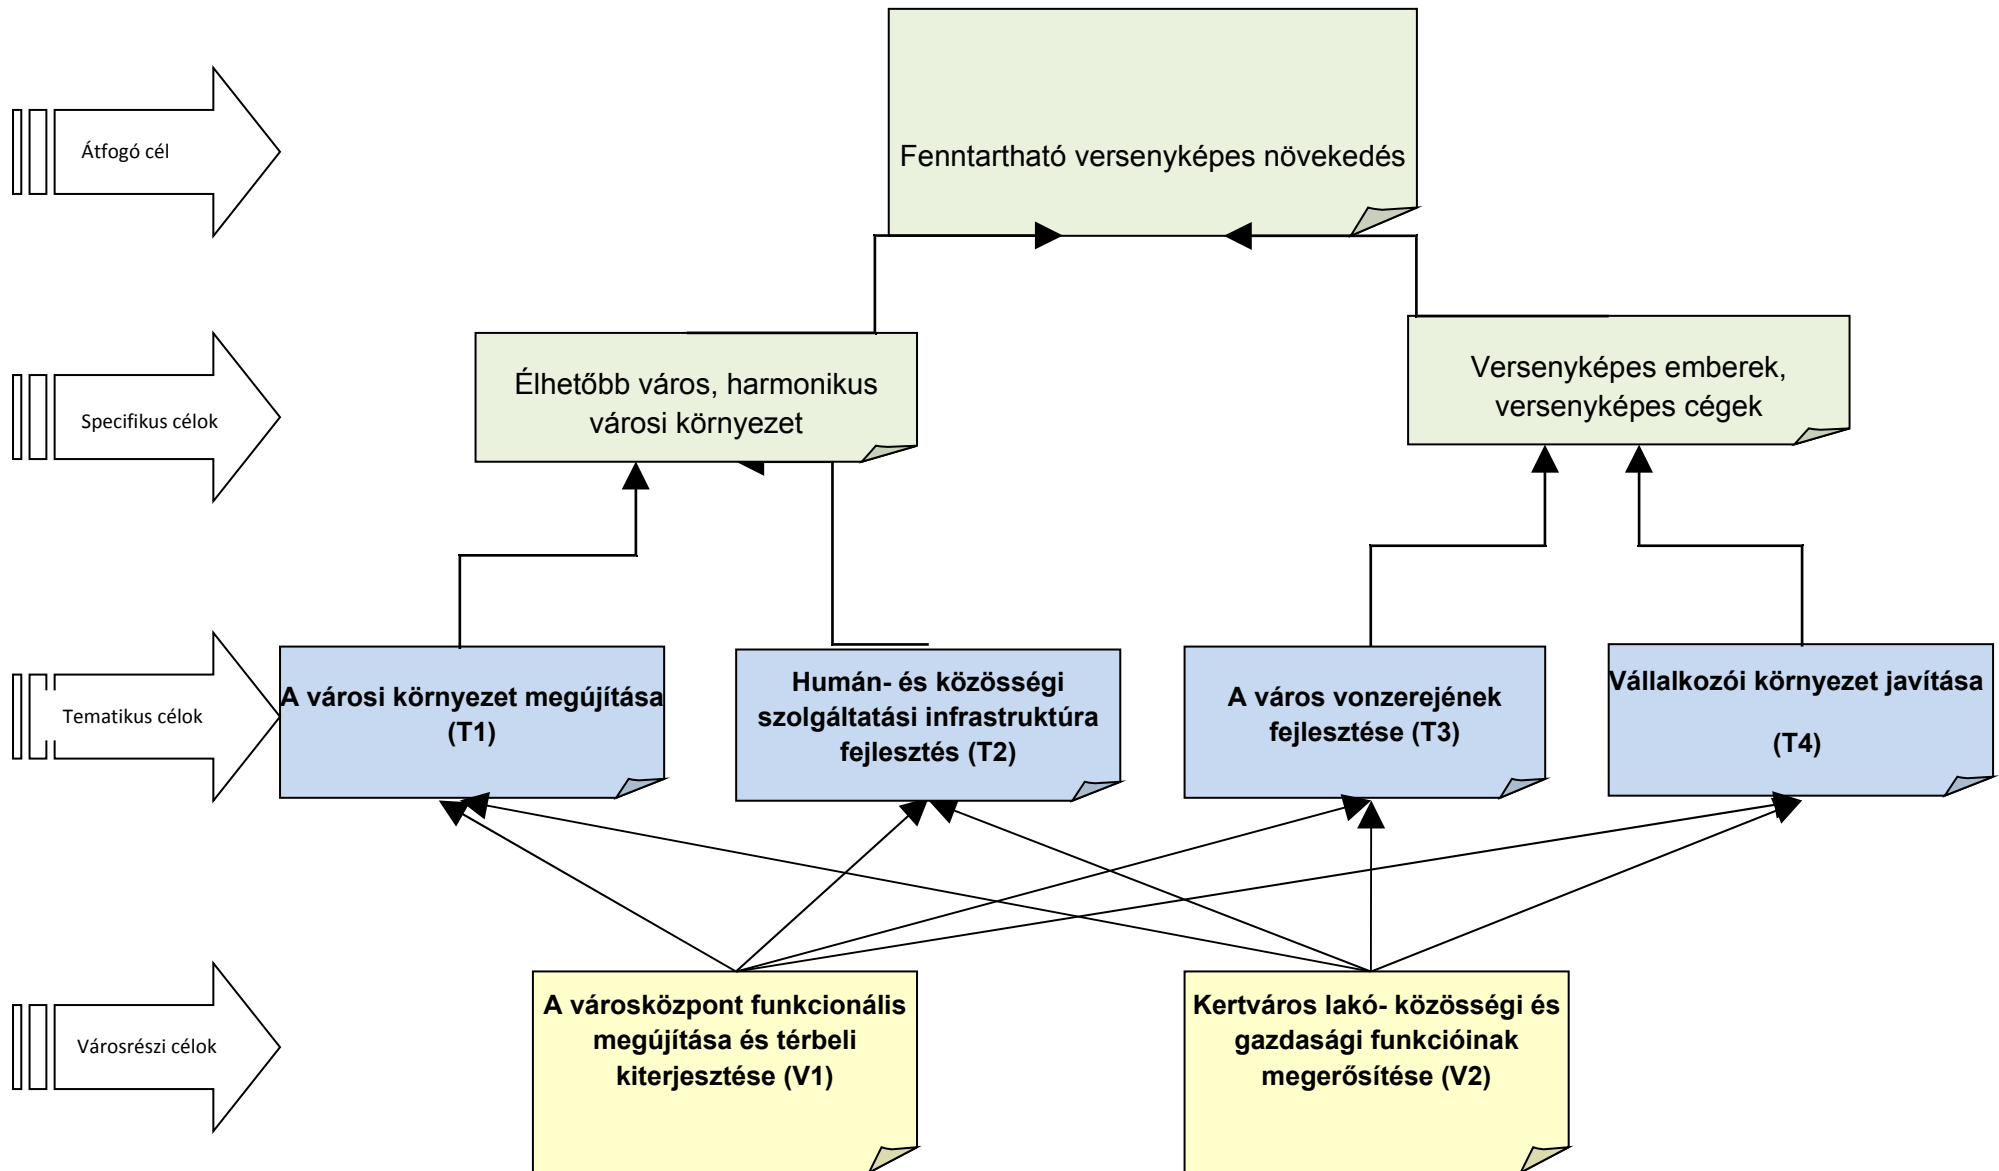 Átfogó cél
Fenntartható versenyképes növekedés
Specifikus célok
Élhetőbb város, harmonikus
városi környezet
Versenyképes emberek,
versenyképes cégek
Tematikus célok
A városi környezet megújítása
(T1)
Humán- és közösségi
szolgáltatási infrastruktúra
fejlesztés (T2)
A város vonzerejének
fejlesztése (T3)
Vállalkozói környezet javítása
(T4)
Városrészi célok
A városközpont funkcionális
megújítása és térbeli
kiterjesztése (V1)
Kertváros lakó- közösségi és
gazdasági funkcióinak
megerősítése (V2)